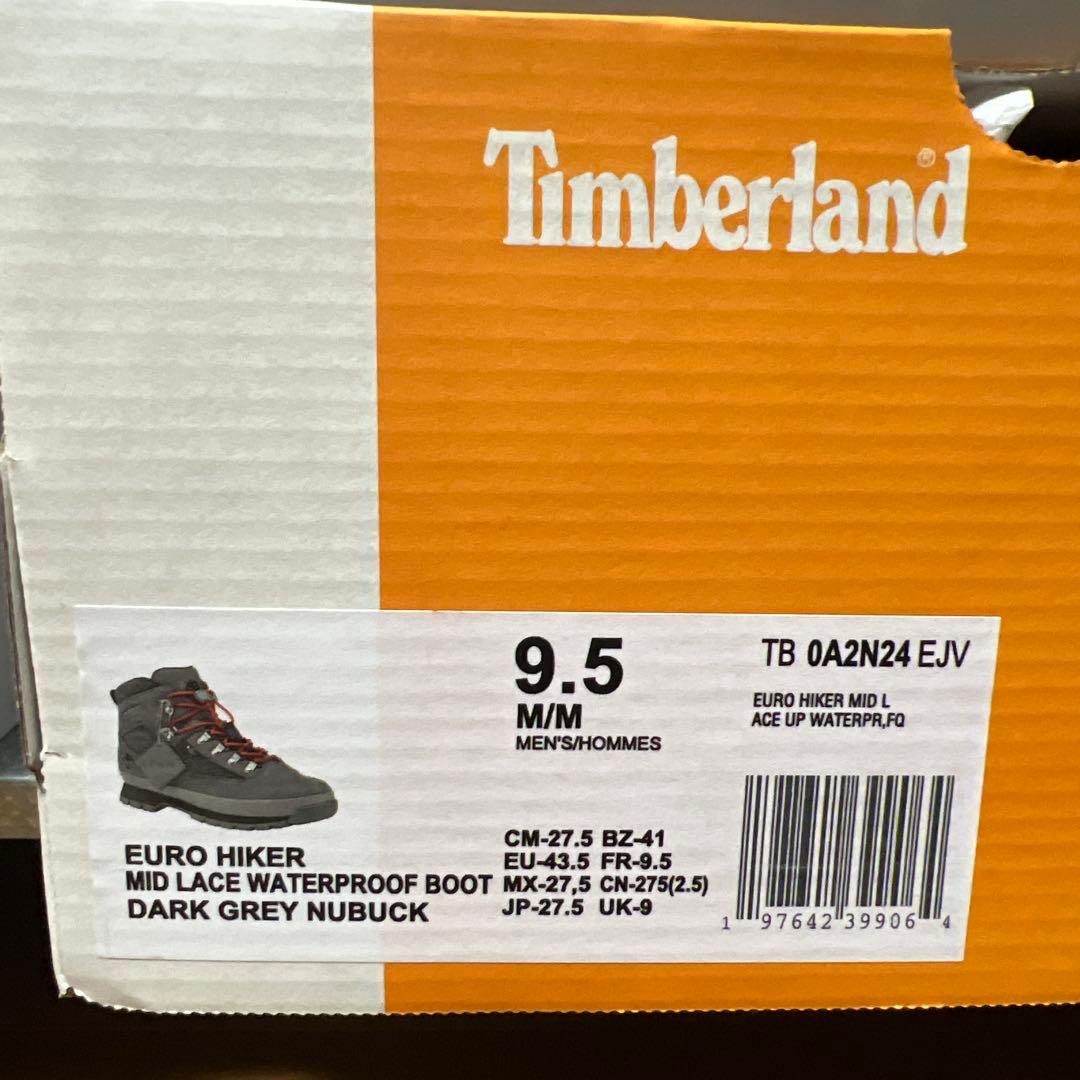 Timberland®
9.5
M/M
MEN'S/HOMMES
TB 0A2N24 EJV
EURO HIKER MID L
ACE UP WATERPR,FQ
EURO HIKER
MID LACE WATERPROOF BOOT
DARK GREY NUBUCK
CM-27.5 BZ-41
EU-43.5 FR-9.5
MX-27,5 CN-275(2.5)
JP-27.5 UK-9
1 97642 39906 4